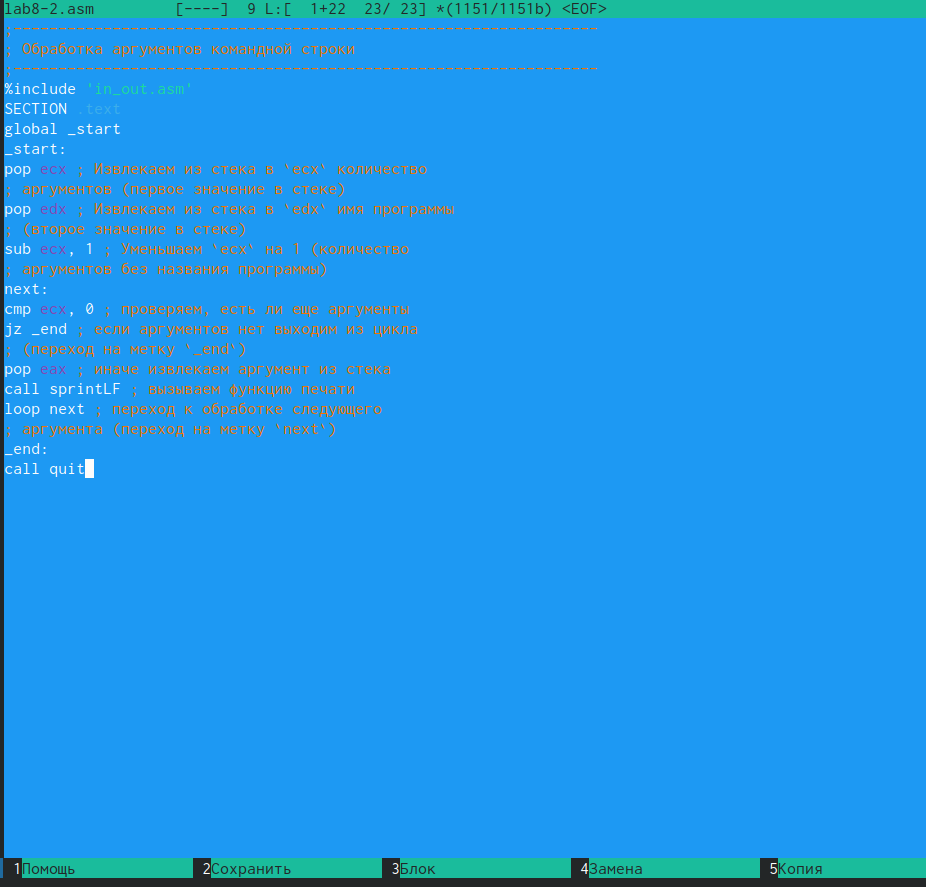 lab8-2.asm         [----]  9 L:[  1+22  23/ 23] *(1151/1151b) <EOF>
;-----------------------------------------------------------------
; Обработка аргументов командной строки
;-----------------------------------------------------------------
%include 'in_out.asm'
SECTION .text
global _start
_start:
pop ecx ; Извлекаем из стека в `ecx` количество
; аргументов (первое значение в стеке)
pop edx ; Извлекаем из стека в `edx` имя программы
; (второе значение в стеке)
sub ecx, 1 ; Уменьшаем `ecx` на 1 (количество
; аргументов без названия программы)
next:
cmp ecx, 0 ; проверяем, есть ли еще аргументы
jz _end ; если аргументов нет выходим из цикла
; (переход на метку `_end`)
pop eax ; иначе извлекаем аргумент из стека
call sprintLF ; вызываем функцию печати
loop next ; переход к обработке следующего
; аргумента (переход на метку `next`)
_end:
call quit
1Помощь 2Сохранить 3Блок 4Замена 5Копия